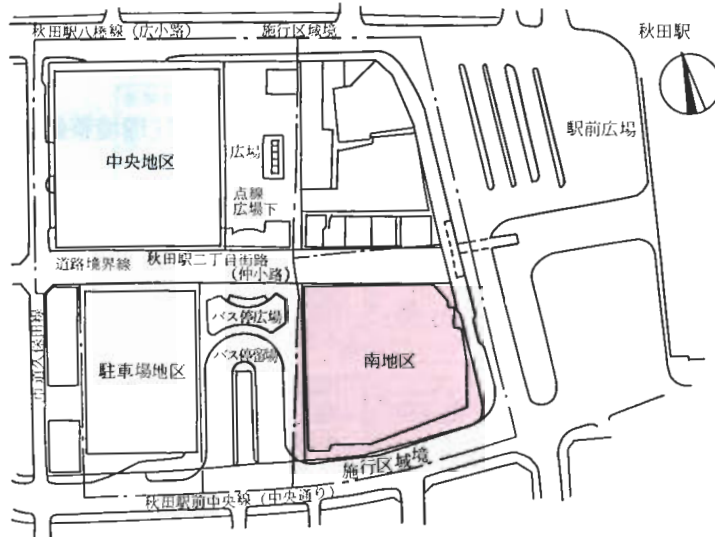 秋田駅八橋線（広小路）
施行区域境
秋田駅
駅前広場
中央地区
広場
点線
広場下
道路境界線
秋田駅二丁目街路
（仲小路）
バス停広場
バス停留場
駐車場地区
南地区
施行区域境
秋田駅前中央線（中央通り）